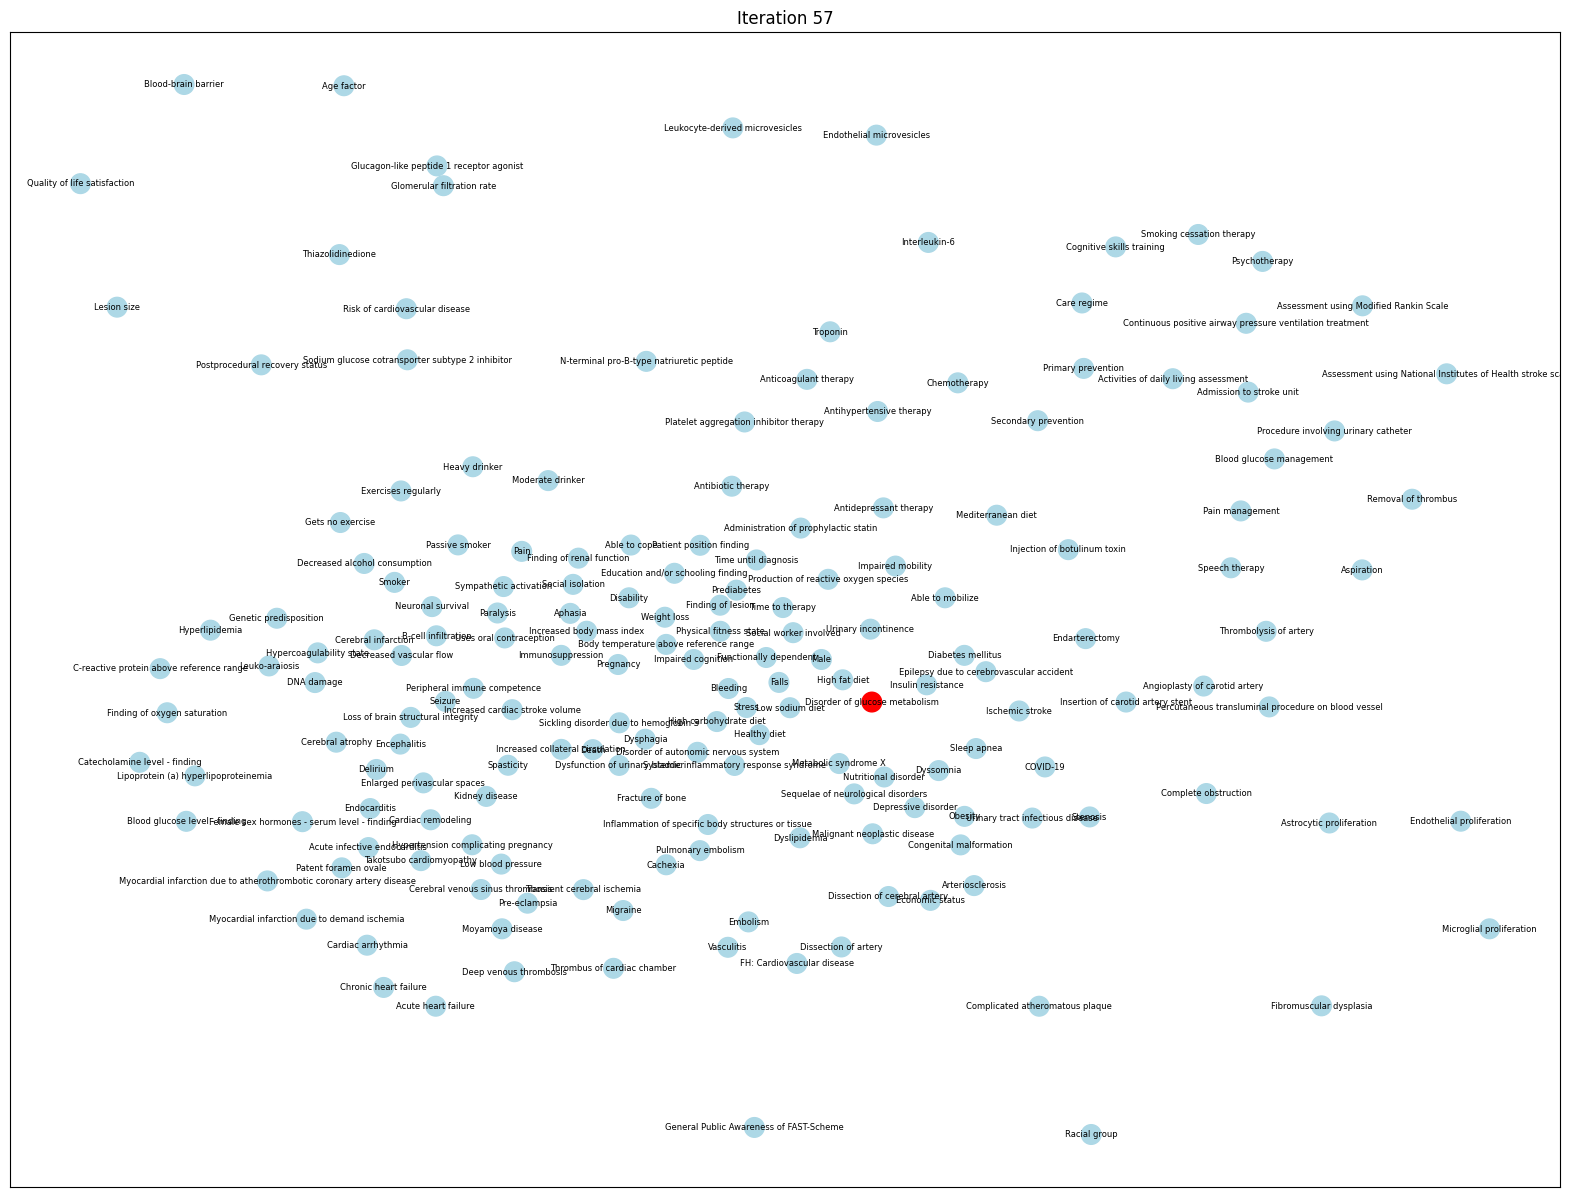 Iteration 57
Blood-brain barrier
Age factor
Leukocyte-derived microvesicles
Endothelial microvesicles
Glucagon-like peptide 1 receptor agonist
Quality of life satisfaction
Glomerular filtration rate
Smoking cessation therapy
Interleukin-6
Cognitive skills training
Thiazolidinedione
Psychotherapy
Care regime
Lesion size
Assessment using Modified Rankin Scale
Risk of cardiovascular disease
Continuous positive airway pressure ventilation treatment
Troponin
Sodium glucose cotransporter subtype 2 inhibitor
N-terminal pro-B-type natriuretic peptide
Postprocedural recovery status
Primary prevention
Assessment using National Institutes of Health stroke sc
Anticoagulant therapy
Activities of daily living assessment
Chemotherapy
Admission to stroke unit
Antihypertensive therapy
Platelet aggregation inhibitor therapy
Secondary prevention
Procedure involving urinary catheter
Blood glucose management
Heavy drinker
Moderate drinker
Antibiotic therapy
Exercises regularly
Removal of thrombus
Antidepressant therapy
Pain management
Mediterranean diet
Gets no exercise
Administration of prophylactic statin
Passive smoker
Able to cope
Patient position finding
Injection of botulinum toxin
Pain
Finding of renal function
Time until diagnosis
Decreased alcohol consumption
Impaired mobility
Speech therapy
Aspiration
Education and/or schooling finding
Production of reactive oxygen species
Smoker
Social isolation
Sympathetic activation
Prediabetes
Disability
Able to mobilize
Finding of lesion
Neuronal survival
Time to therapy
Paralysis
Aphasia
Weight loss
Genetic predisposition
Urinary incontinence
Hyperlipidemia
Increased body mass index
Physical fitness state
Thrombolysis of artery
Social worker involved
B-cell infiltration
Uses oral contraception
Endarterectomy
Cerebral infarction
Body temperature above reference range
Hypercoagulability state
Decreased vascular flow
Immunosuppression
Diabetes mellitus
Functionally dependent
Impaired cognition
Male
Pregnancy
Leuko-araiosis
C-reactive protein above reference range
Epilepsy due to cerebrovascular accident
High fat diet
DNA damage
Falls
Insulin resistance
Angioplasty of carotid artery
Peripheral immune competence
Bleeding
Seizure
Disorder of glucose metabolism
Insertion of carotid artery stent
Stress
Percutaneous transluminal procedure on blood vessel
Low sodium diet
Increased cardiac stroke volume
Ischemic stroke
Finding of oxygen saturation
Loss of brain structural integrity
High carbohydrate diet
Sickling disorder due to hemoglobin S
Healthy diet
Dysphagia
Cerebral atrophy
Encephalitis
Sleep apnea
Increased collateral circulation
Death
Disorder of autonomic nervous system
Catecholamine level - finding
Metabolic syndrome X
Spasticity
Dysfunction of urinary bladder
Systemic inflammatory response syndrome
COVID-19
Delirium
Dyssomnia
Lipoprotein (a) hyperlipoproteinemia
Nutritional disorder
Enlarged perivascular spaces
Complete obstruction
Sequelae of neurological disorders
Kidney disease
Fracture of bone
Endocarditis
Depressive disorder
Obesity
Urinary tract infectious disease
Stenosis
Cardiac remodeling
Blood glucose level - finding
Female sex hormones - serum level - finding
Endothelial proliferation
Astrocytic proliferation
Inflammation of specific body structures or tissue
Malignant neoplastic disease
Dyslipidemia
Hypertension complicating pregnancy
Congenital malformation
Acute infective endocarditis
Pulmonary embolism
Takotsubo cardiomyopathy
Low blood pressure
Cachexia
Patent foramen ovale
Myocardial infarction due to atherothrombotic coronary artery disease
Arteriosclerosis
Cerebral venous sinus thrombosis
Transient cerebral ischemia
Dissection of cerebral artery
Economic status
Pre-eclampsia
Migraine
Myocardial infarction due to demand ischemia
Embolism
Moyamoya disease
Microglial proliferation
Cardiac arrhythmia
Vasculitis
Dissection of artery
FH: Cardiovascular disease
Thrombus of cardiac chamber
Deep venous thrombosis
Chronic heart failure
Acute heart failure
Complicated atheromatous plaque
Fibromuscular dysplasia
General Public Awareness of FAST-Scheme
Racial group